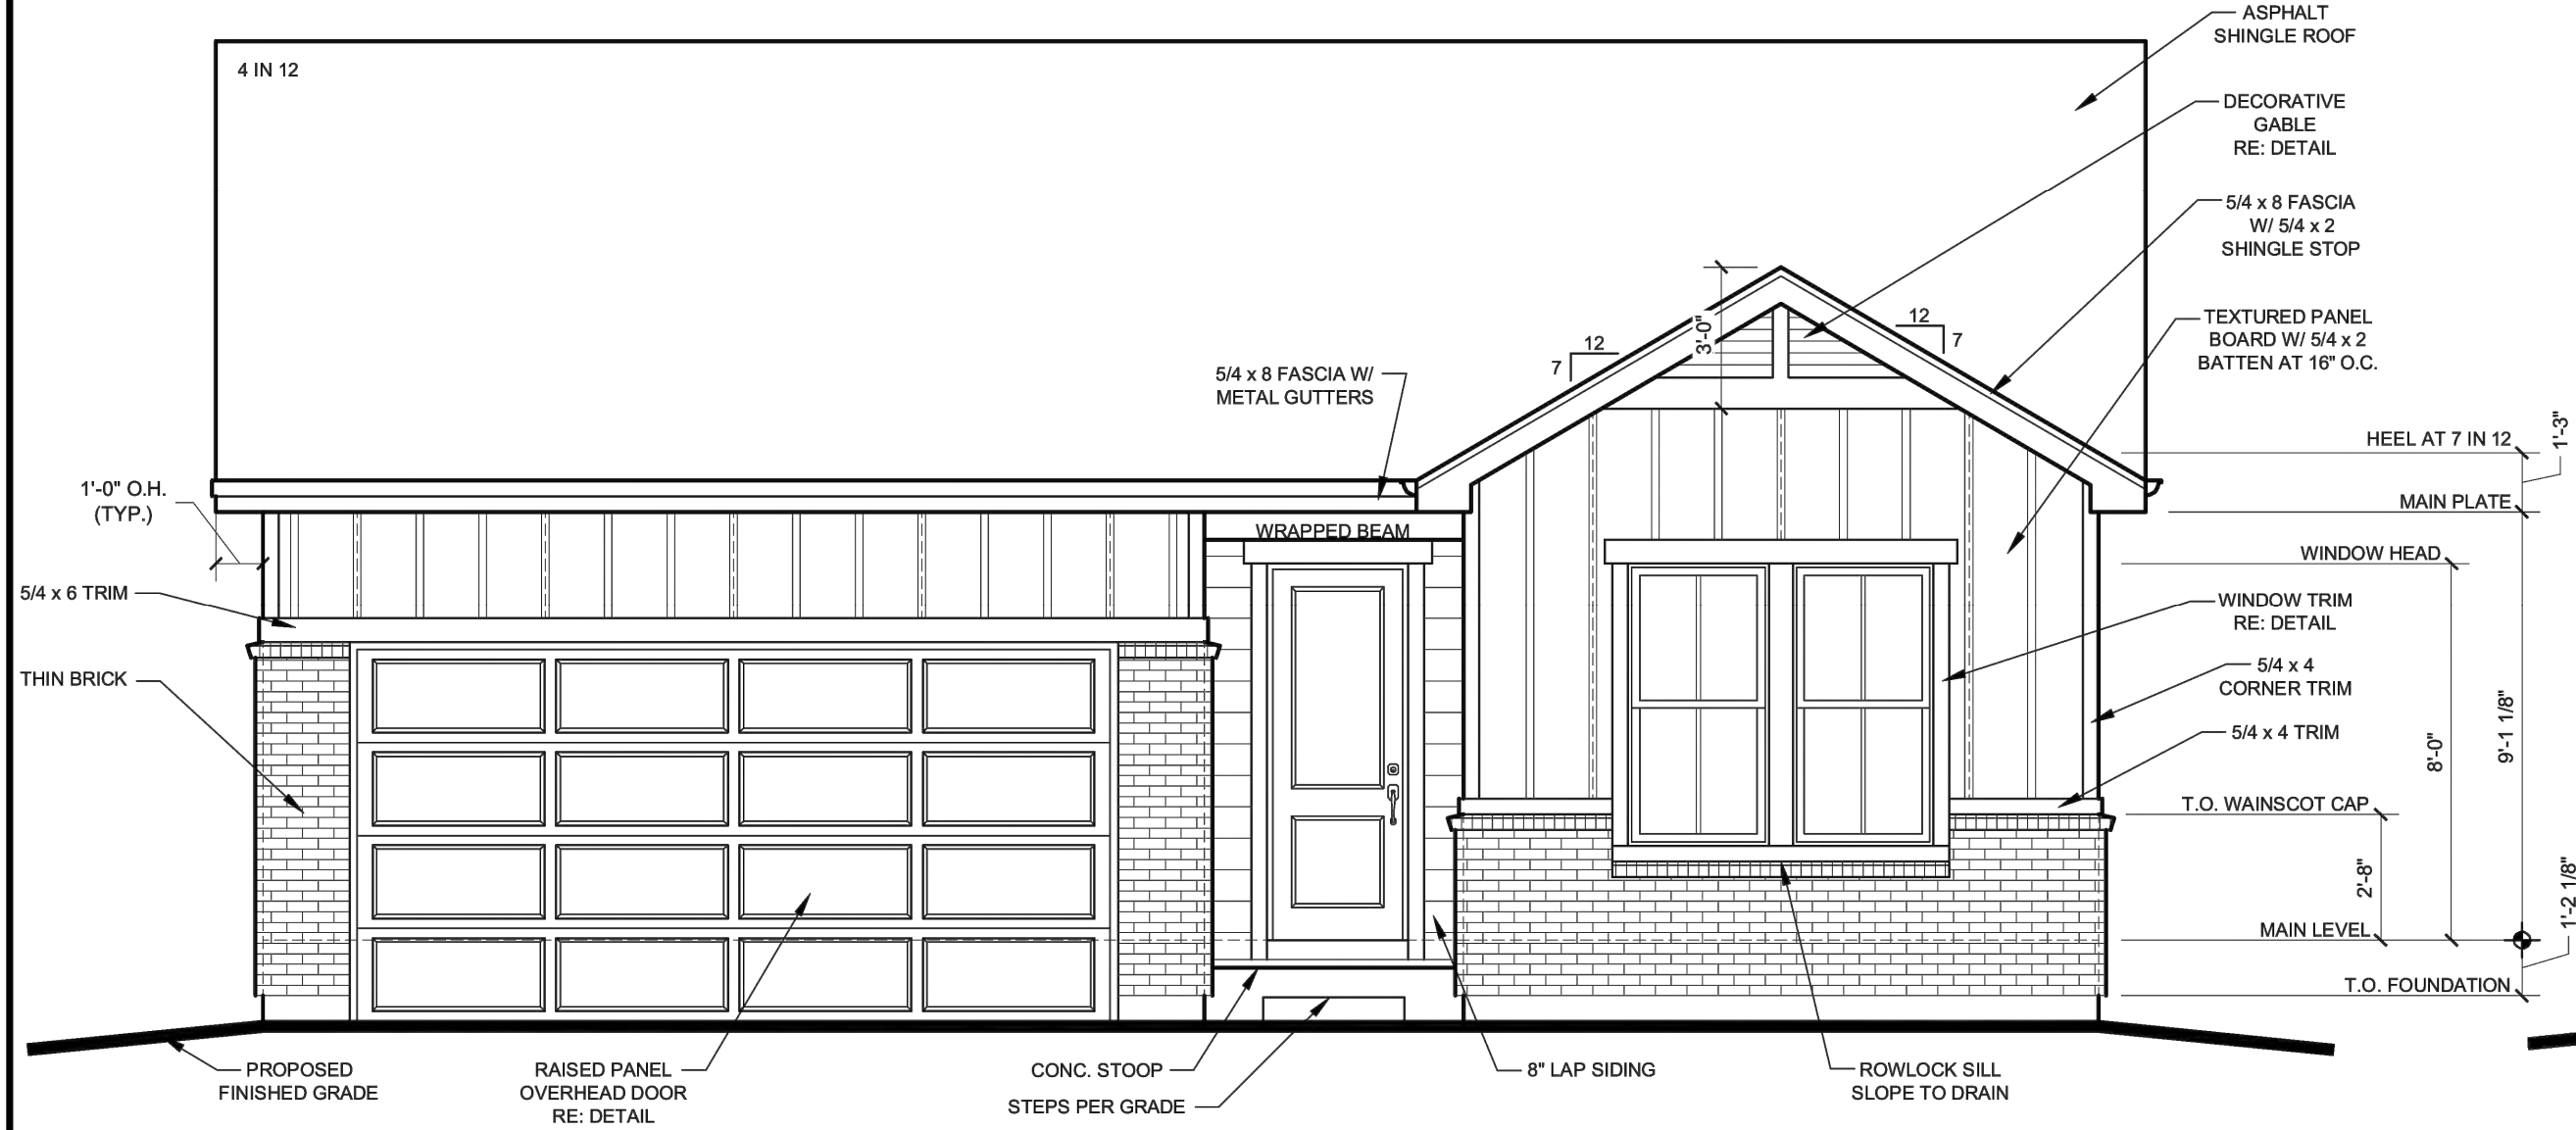 ASPHALT
SHINGLE ROOF
4 IN 12
DECORATIVE
GABLE
RE: DETAIL
5/4 x 8 FASCIA
W/ 5/4 x 2
SHINGLE STOP
12
7
3'-0"
12
7
TEXTURED PANEL
BOARD W/ 5/4 x 2
BATTEN AT 16" O.C.
5/4 x 8 FASCIA W/
METAL GUTTERS
HEEL AT 7 IN 12
1'-3"
1'-0" O.H.
(TYP.)
MAIN PLATE
WRAPPED BEAM
WINDOW HEAD
5/4 x 6 TRIM
WINDOW TRIM
RE: DETAIL
THIN BRICK
5/4 x 4
CORNER TRIM
5/4 x 4 TRIM
8'-0"
9'-1 1/8"
T.O. WAINSCOT CAP
2'-8"
1'-2 1/8"
MAIN LEVEL
T.O. FOUNDATION
PROPOSED
FINISHED GRADE
RAISED PANEL
OVERHEAD DOOR
RE: DETAIL
CONC. STOOP
STEPS PER GRADE
8" LAP SIDING
ROWLOCK SILL
SLOPE TO DRAIN